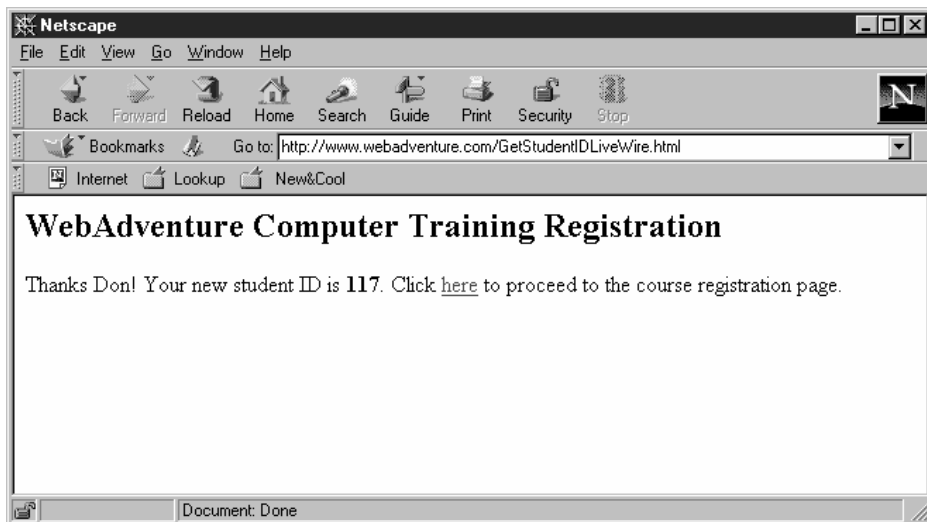 Netscape
File Edit View Go Window Help
Back Forward Reload Home Search Guide Print Security Stop
N
Bookmarks Go to: http://www.webadventure.com/GetStudentIDLiveWire.html
Internet Lookup New&Cool
WebAdventure Computer Training Registration
Thanks Don! Your new student ID is 117. Click here to proceed to the course registration page.
Document: Done